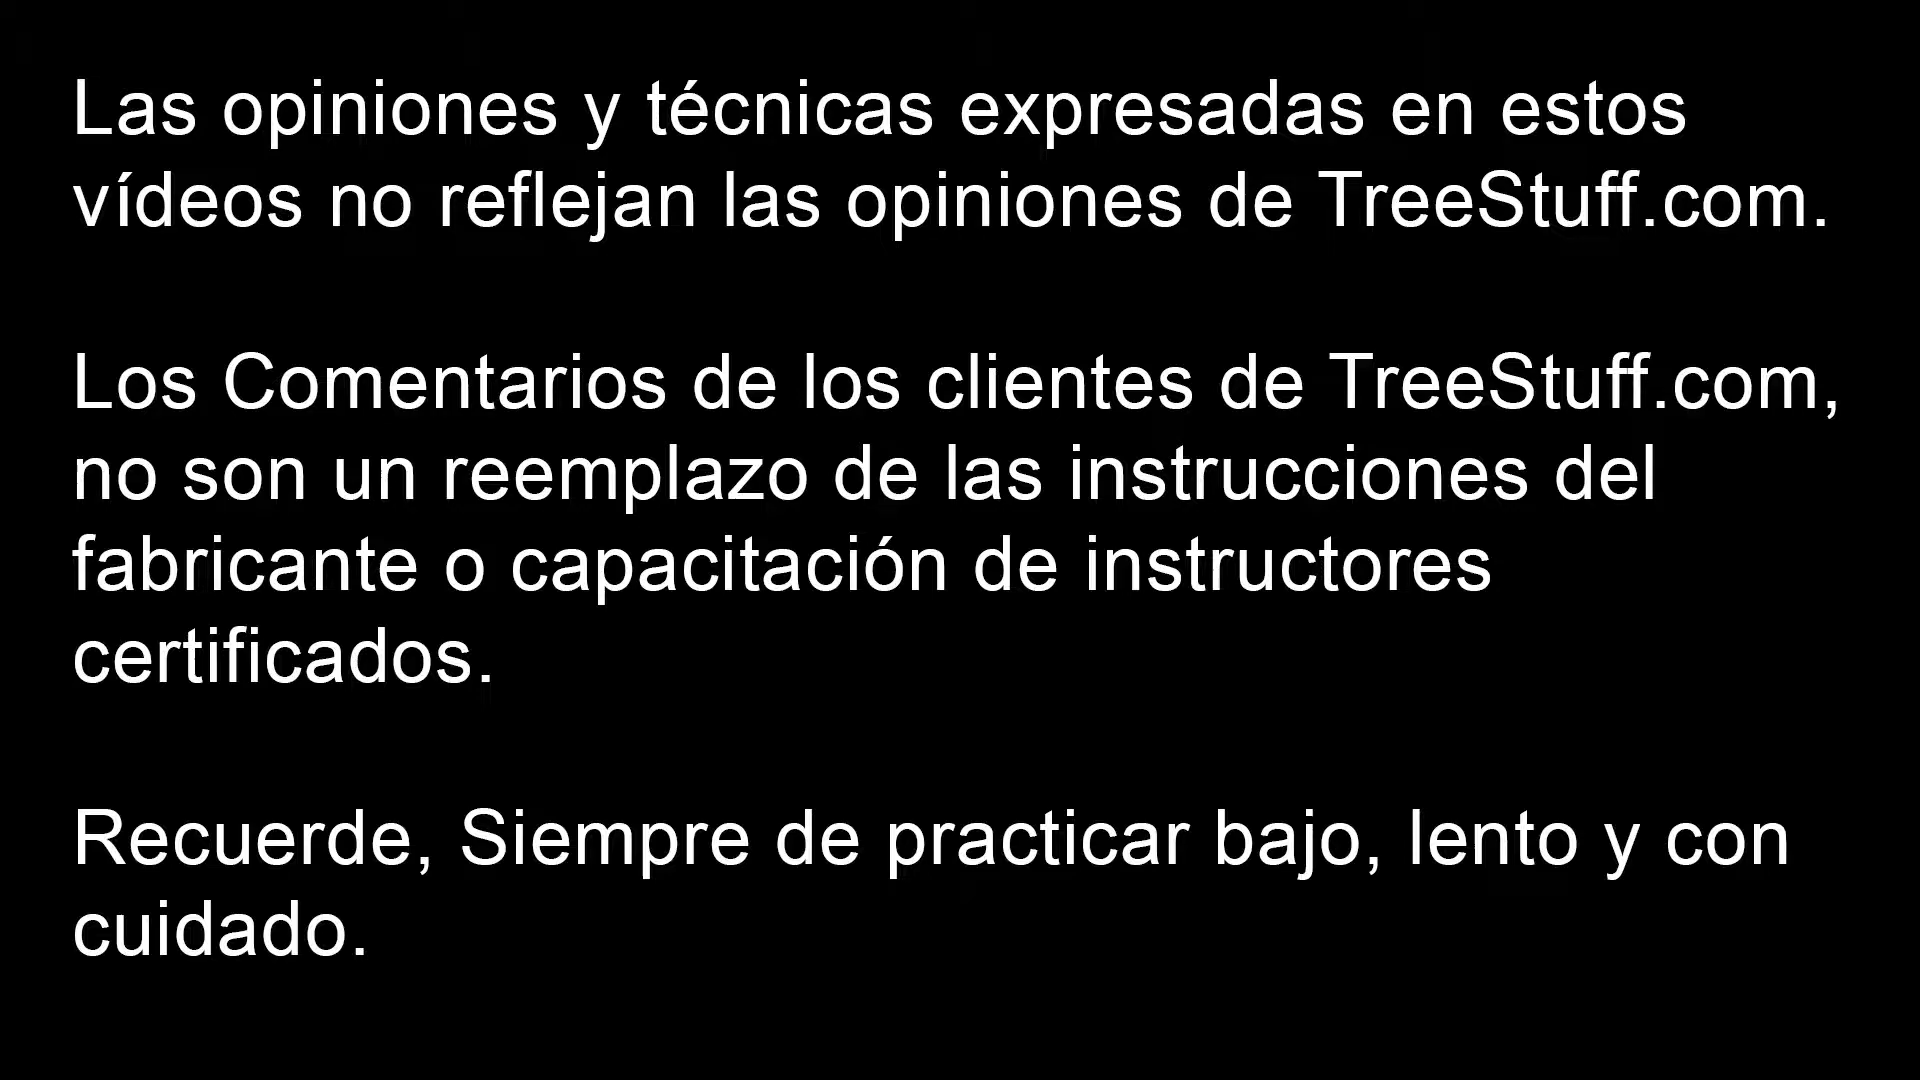 Las opiniones y técnicas expresadas en estos
vídeos no reflejan las opiniones de TreeStuff.com.
Los Comentarios de los clientes de TreeStuff.com,
no son un reemplazo de las instrucciones del
fabricante o capacitación de instructores
certificados.
Recuerde, Siempre de practicar bajo, lento y con
cuidado.